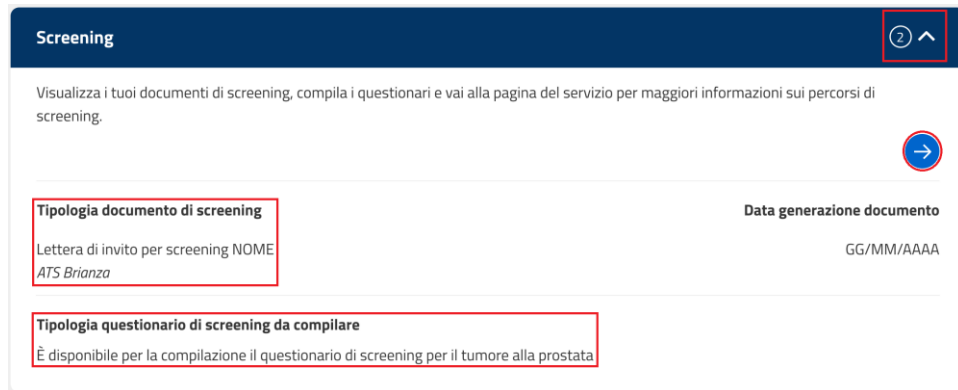 Screening
2
Visualizza i tuoi documenti di screening, compila i questionari e vai alla pagina del servizio per maggiori informazioni sui percorsi di
screening.
Tipologia documento di screening
Data generazione documento
Lettera di invito per screening NOME
GG/MM/AAAA
ATS Brianza
Tipologia questionario di screening da compilare
È disponibile per la compilazione il questionario di screening per il tumore alla prostata